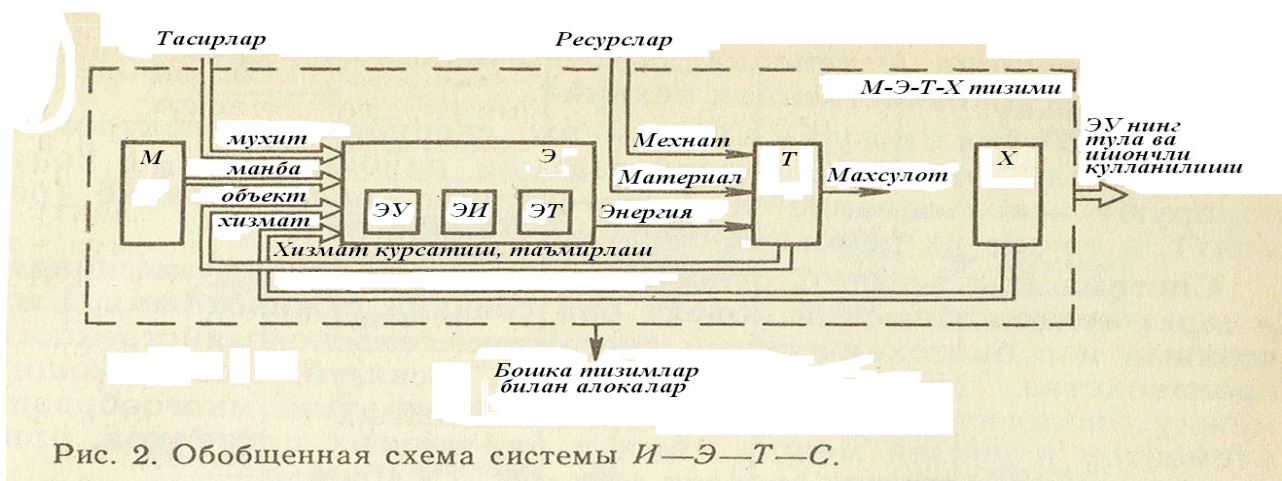 Тасирлар
Ресурслар
М-Э-Т-Х тизими
мухит
манба
объект
хизмат
М
Э
ЭУ
ЭИ
ЭТ
Мехнат
Материал
Энергия
Т
Махсулот
Х
ЭУ нинг
тула ва
ишончли
кулланилиши
Хизмат курсатиш, таъмирлаш
Бошка тизимлар
билан алокалар
Рис. 2. Обобщенная схема системы И—Э—Т—С.